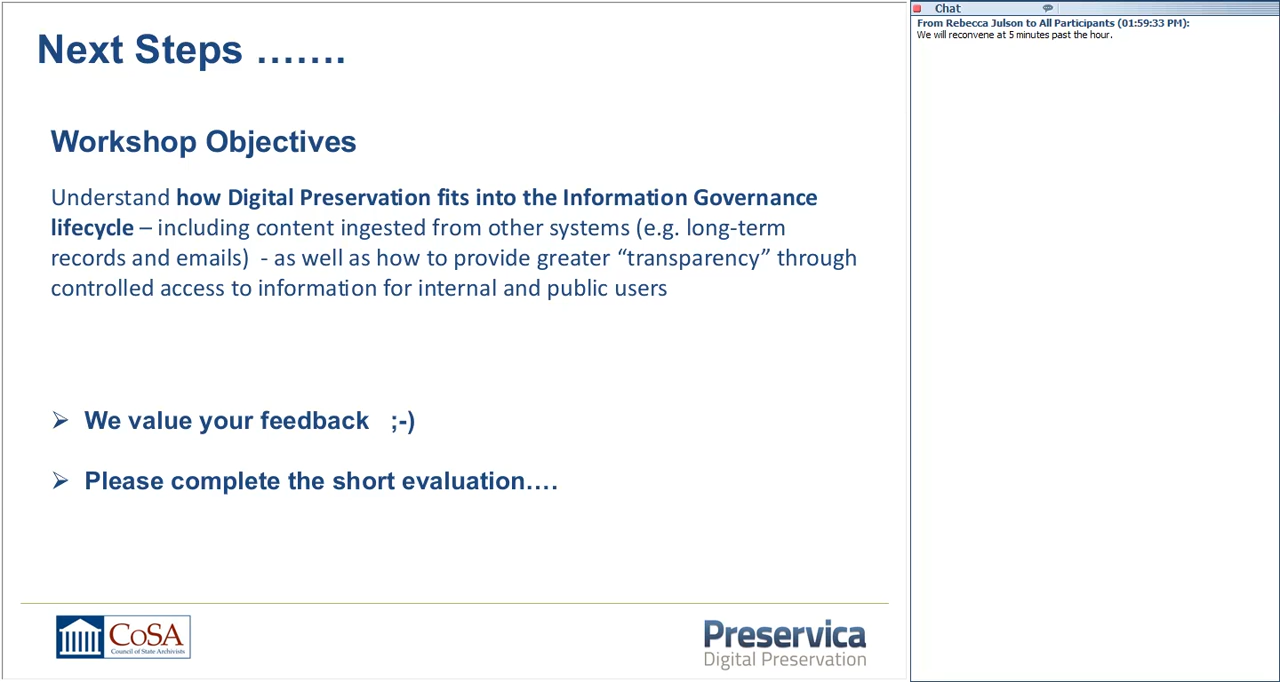 Next Steps …….
Workshop Objectives
Understand how Digital Preservation fits into the Information Governance
lifecycle – including content ingested from other systems (e.g. long-term
records and emails)  - as well as how to provide greater “transparency” through
controlled access to information for internal and public users
We value your feedback   ;-)
Please complete the short evaluation….
CoSA
Council of State Archivists
Preservica
Digital Preservation
Chat
From Rebecca Julson to All Participants (01:59:33 PM):
We will reconvene at 5 minutes past the hour.